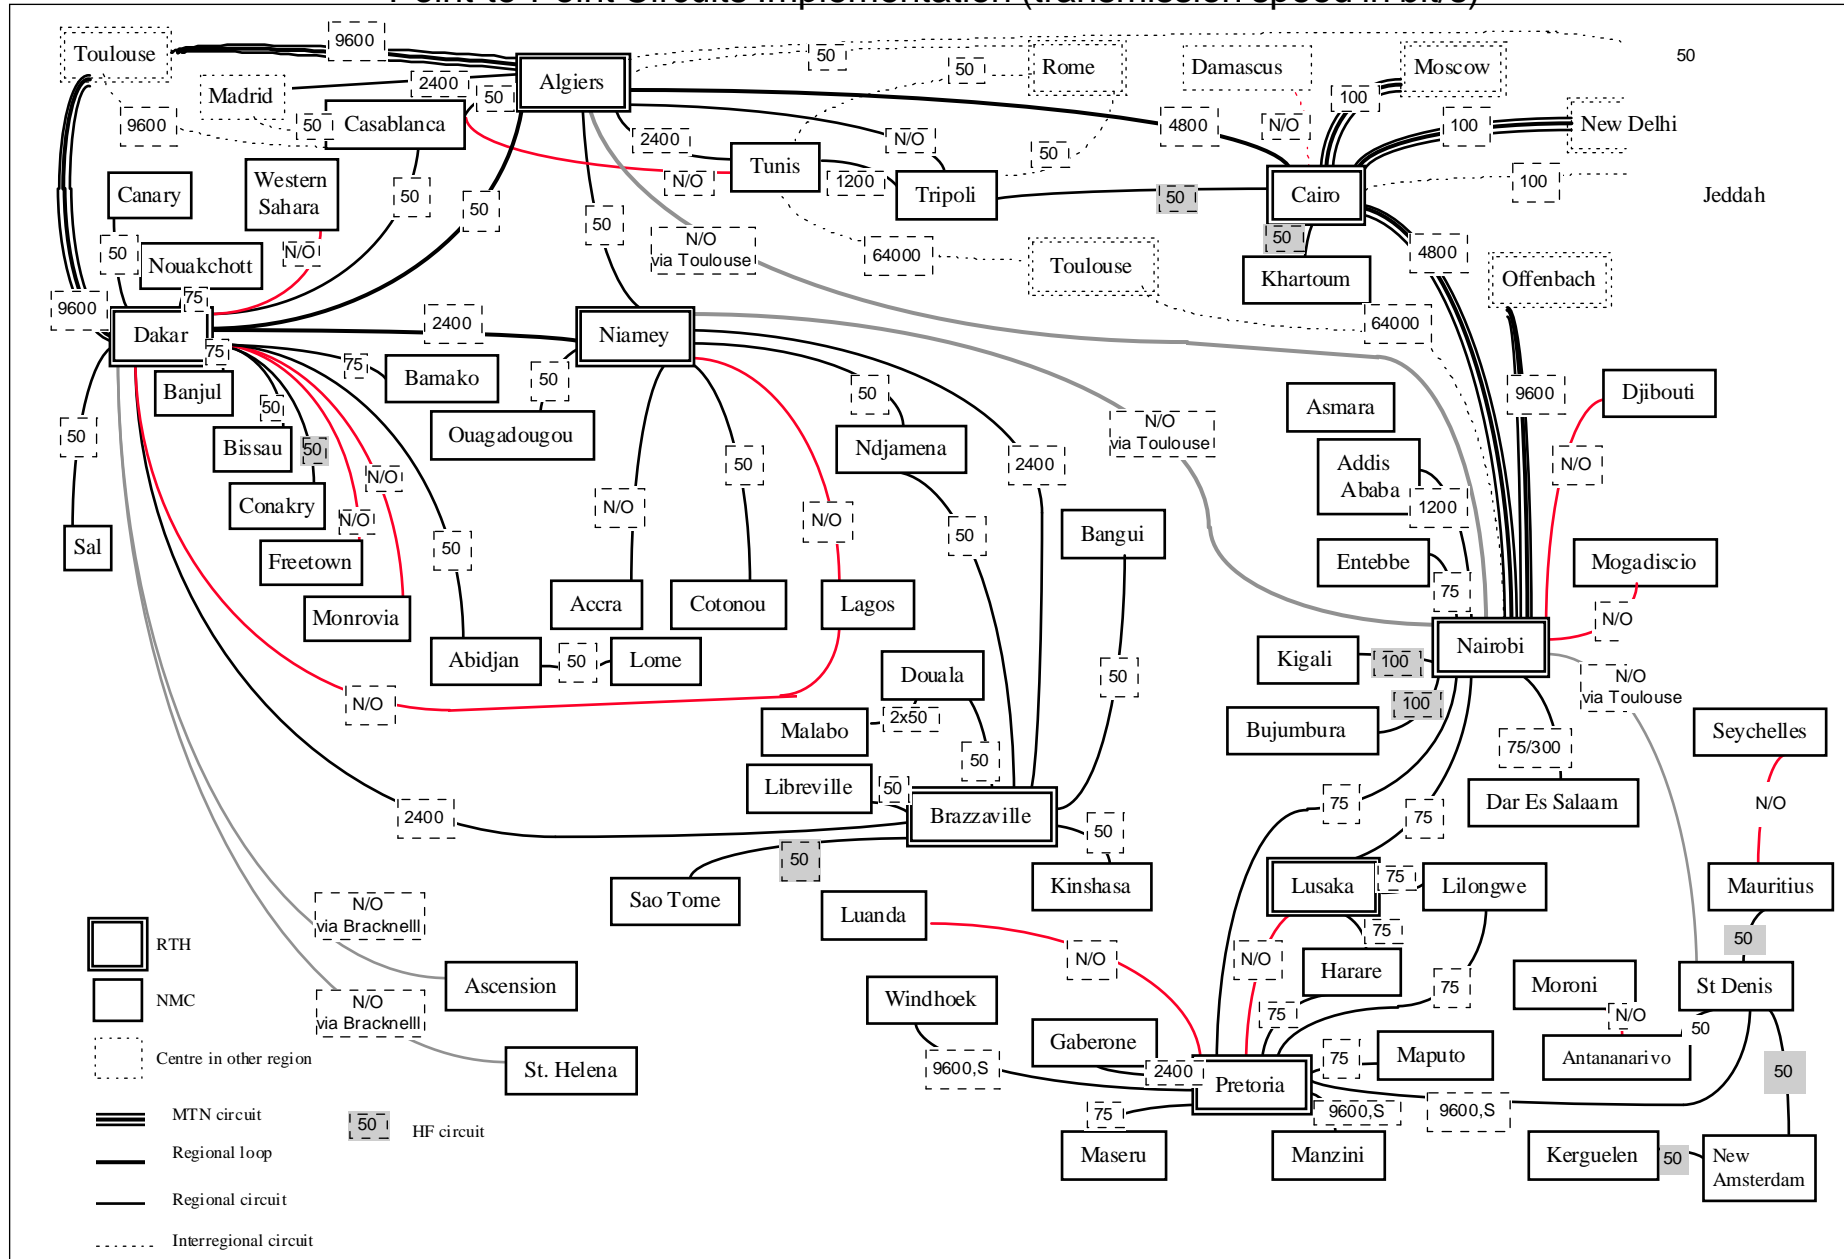 Point-to-Point Circuits Implementation (transmission speed in bit/s)
Toulouse
9600
Algiers
50
50
Rome
Damascus
Moscow
50
Madrid
2400
50
Casablanca
50
9600
100
100
New Delhi
4800
N/O
2400
N/O
50
Tunis
1200
N/O
Tripoli
50
Cairo
100
Jeddah
Canary
Western
Sahara
50
50
50
N/O
via Toulouse
64000
Toulouse
50
Khartoum
4800
Offenbach
50
Nouakchott
N/O
75
9600
Dakar
75
2400
Niamey
64000
Banjul
75
Bamako
50
Ouagadougou
50
Ndjamena
N/O
via Toulouse
Asmara
9600
Djibouti
50
50
Bissau
50
N/O
Conakry
N/O
50
2400
Addis
Ababa
1200
N/O
Sal
Freetown
50
N/O
N/O
50
Bangui
Entebbe
75
Mogadiscio
Monrovia
Accra
Cotonou
Lagos
N/O
Abidjan
50
Lome
Kigali
100
Nairobi
N/O
via Toulouse
N/O
Douala
50
Malabo
2x50
Bujumbura
100
75/300
Seychelles
50
Libreville
50
Brazzaville
75
75
Dar Es Salaam
N/O
2400
50
50
Sao Tome
Kinshasa
Lusaka
75
Lilongwe
Mauritius
N/O
via Bracknelll
Luanda
N/O
N/O
75
50
RTH
Harare
75
Moroni
St Denis
Ascension
Windhoek
75
N/O
50
NMC
N/O
via Bracknelll
Gaberone
75
Maputo
Antananarivo
Centre in other region
St. Helena
9600,S
2400
Pretoria
50
MTN circuit
50
HF circuit
75
9600,S
9600,S
Regional loop
Maseru
Manzini
Kerguelen
50
New
Amsterdam
Regional circuit
Interregional circuit